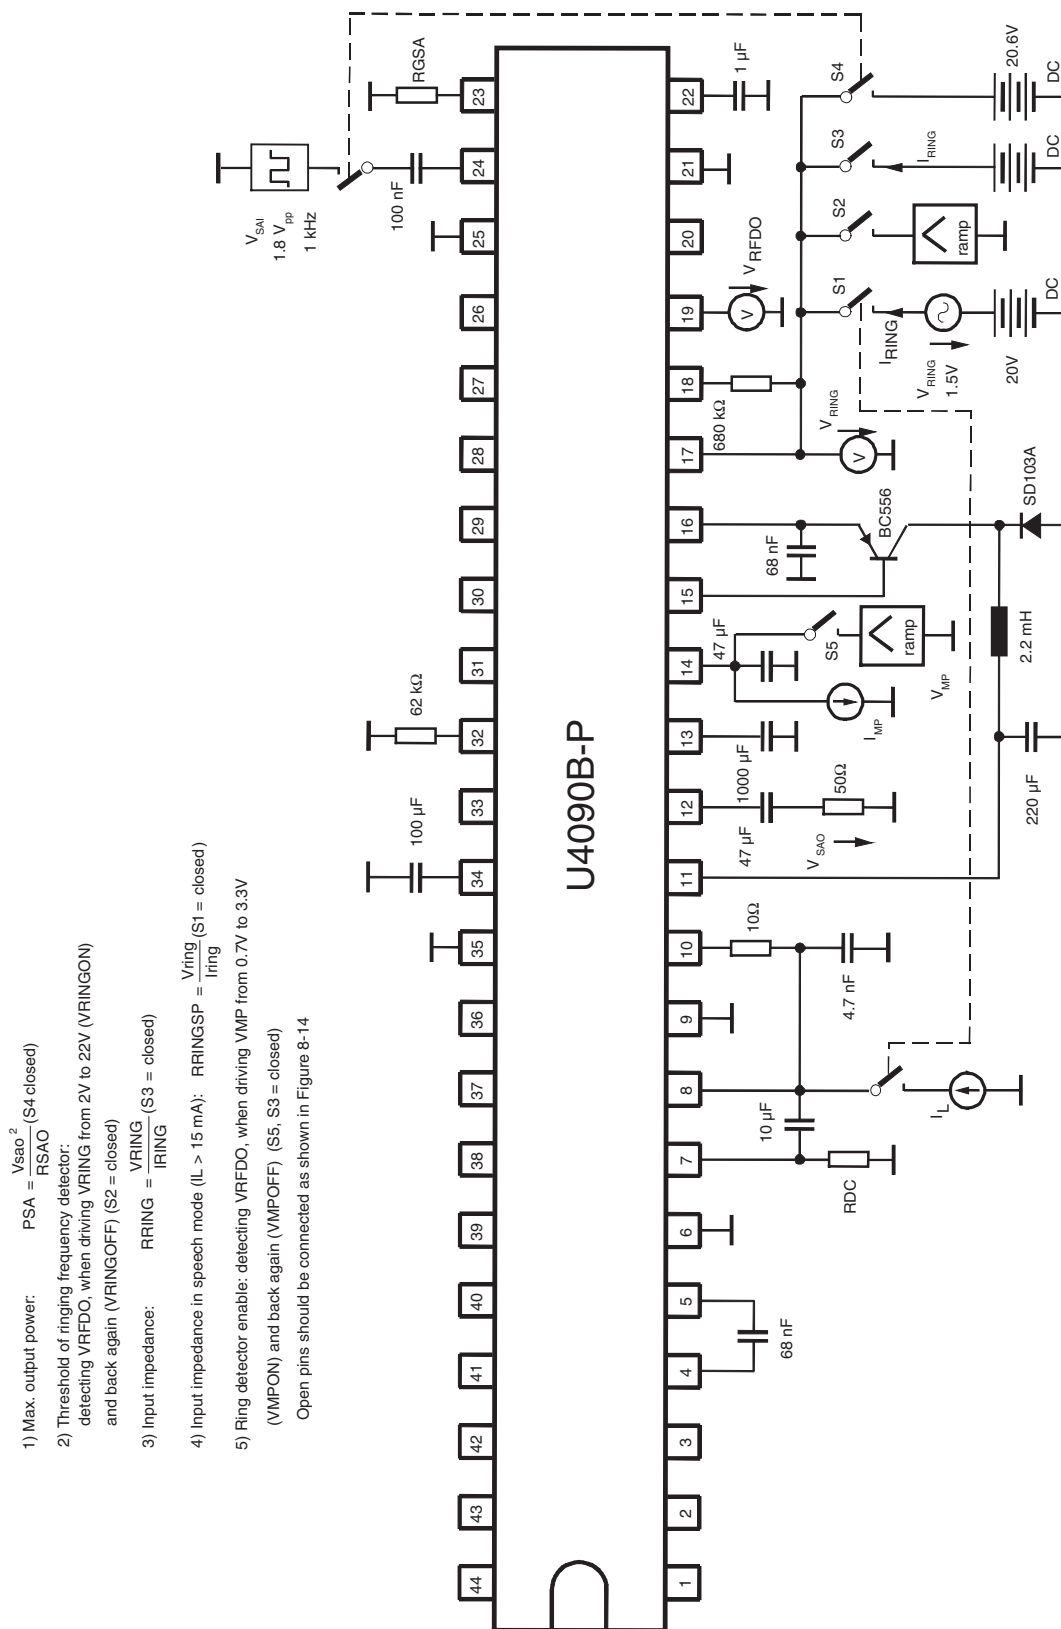 1) Max. output power: PSA = Vsao² / RSAO (S4 closed)
2) Threshold of ringing frequency detector:
detecting VRFDO, when driving VRING from 2V to 22V (VRINGON)
and back again (VRINGOFF) (S2 = closed)
3) Input impedance: RRING = VRING / IRING (S3 = closed)
4) Input impedance in speech mode (IL > 15 mA): RRINGSP = Vring / Iring (S1 = closed)
5) Ring detector enable: detecting VRFDO, when driving VMP from 0.7V to 3.3V
(VMPON) and back again (VMPOFF) (S5, S3 = closed)
Open pins should be connected as shown in Figure 8-14
44
43
42
41
40
39
38
37
36
35
34
33
32
31
30
29
28
27
26
25
24
23
100 µF
62 kΩ
VSAI
1.8 Vpp
1 kHz
100 nF
RGSA
U4090B-P
1
2
3
4
5
6
7
8
9
10
11
12
13
14
15
16
17
18
19
20
21
22
68 nF
RDC
10 µF
IL
4.7 nF
10Ω
47 µF
VSAO
50Ω
1000 µF
IMP
47 µF
S5
ramp
VMP
68 nF
BC556
220 µF
2.2 mH
SD103A
VRING
680 kΩ
VRFDO
V
V
1 µF
S1
IRING
VRING
1.5V
20V
DC
S2
ramp
S3
IRING
DC
S4
20.6V
DC